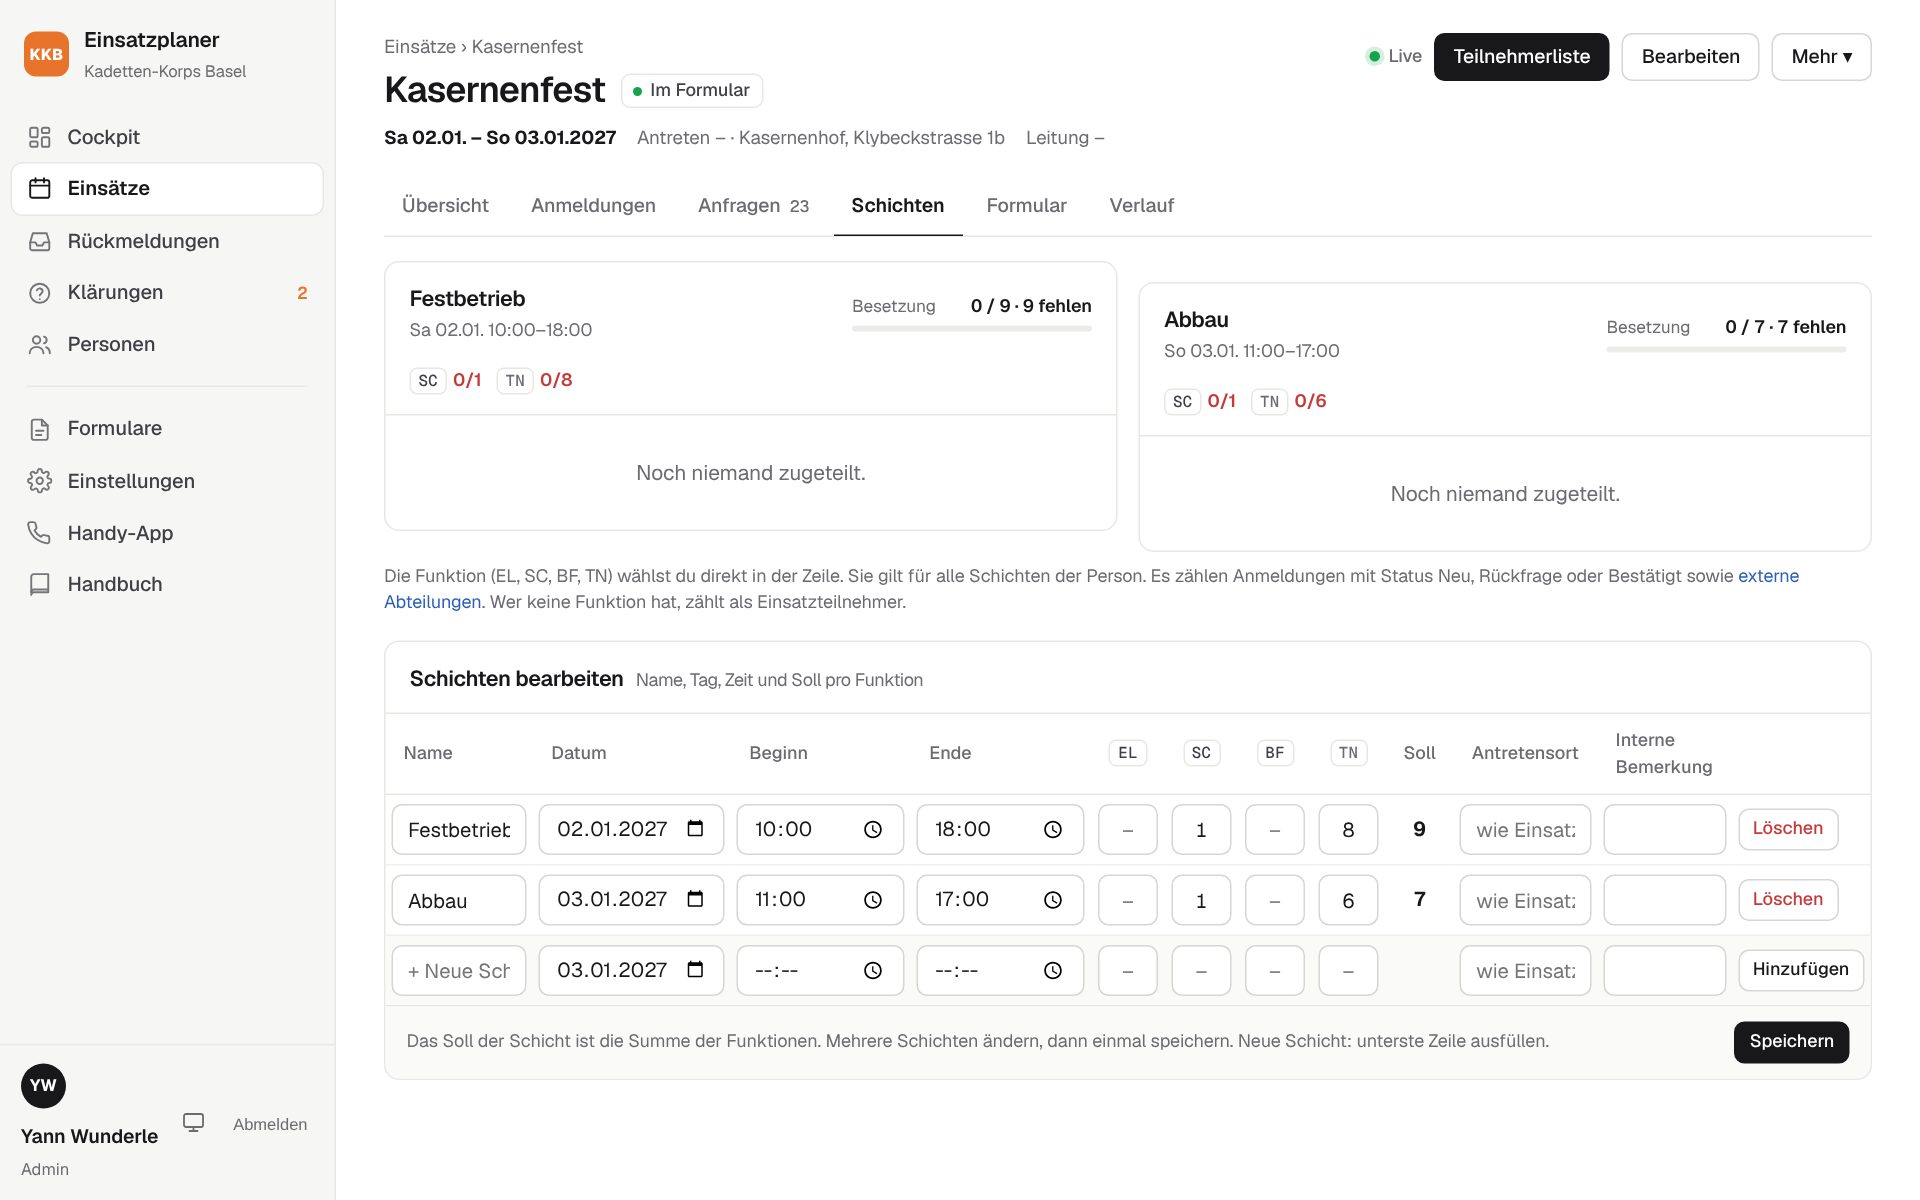 KKB
Einsatzplaner
Kadetten-Korps Basel
Cockpit
Einsätze
Rückmeldungen
Klärungen 2
Personen
Formulare
Einstellungen
Handy-App
Handbuch
YW
Yann Wunderle
Admin
Abmelden
Einsätze › Kasernenfest
Kasernenfest
Im Formular
Live
Teilnehmerliste
Bearbeiten
Mehr ▾
Sa 02.01. – So 03.01.2027 Antreten – · Kasernenhof, Klybeckstrasse 1b Leitung –
Übersicht Anmeldungen Anfragen 23 Schichten Formular Verlauf
Festbetrieb
Sa 02.01. 10:00–18:00
Besetzung 0 / 9 · 9 fehlen
SC 0/1 TN 0/8
Noch niemand zugeteilt.
Abbau
So 03.01. 11:00–17:00
Besetzung 0 / 7 · 7 fehlen
SC 0/1 TN 0/6
Noch niemand zugeteilt.
Die Funktion (EL, SC, BF, TN) wählst du direkt in der Zeile. Sie gilt für alle Schichten der Person. Es zählen Anmeldungen mit Status Neu, Rückfrage oder Bestätigt sowie externe
Abteilungen. Wer keine Funktion hat, zählt als Einsatzteilnehmer.
Schichten bearbeiten Name, Tag, Zeit und Soll pro Funktion
Name Datum Beginn Ende EL SC BF TN Soll Antretensort Interne Bemerkung
Festbetrieb 02.01.2027 10:00 18:00 – 1 – 8 9 wie Einsatz Löschen
Abbau 03.01.2027 11:00 17:00 – 1 – 6 7 wie Einsatz Löschen
+ Neue Sch 03.01.2027 --:-- --:-- – – – – wie Einsatz Hinzufügen
Das Soll der Schicht ist die Summe der Funktionen. Mehrere Schichten ändern, dann einmal speichern. Neue Schicht: unterste Zeile ausfüllen.
Speichern